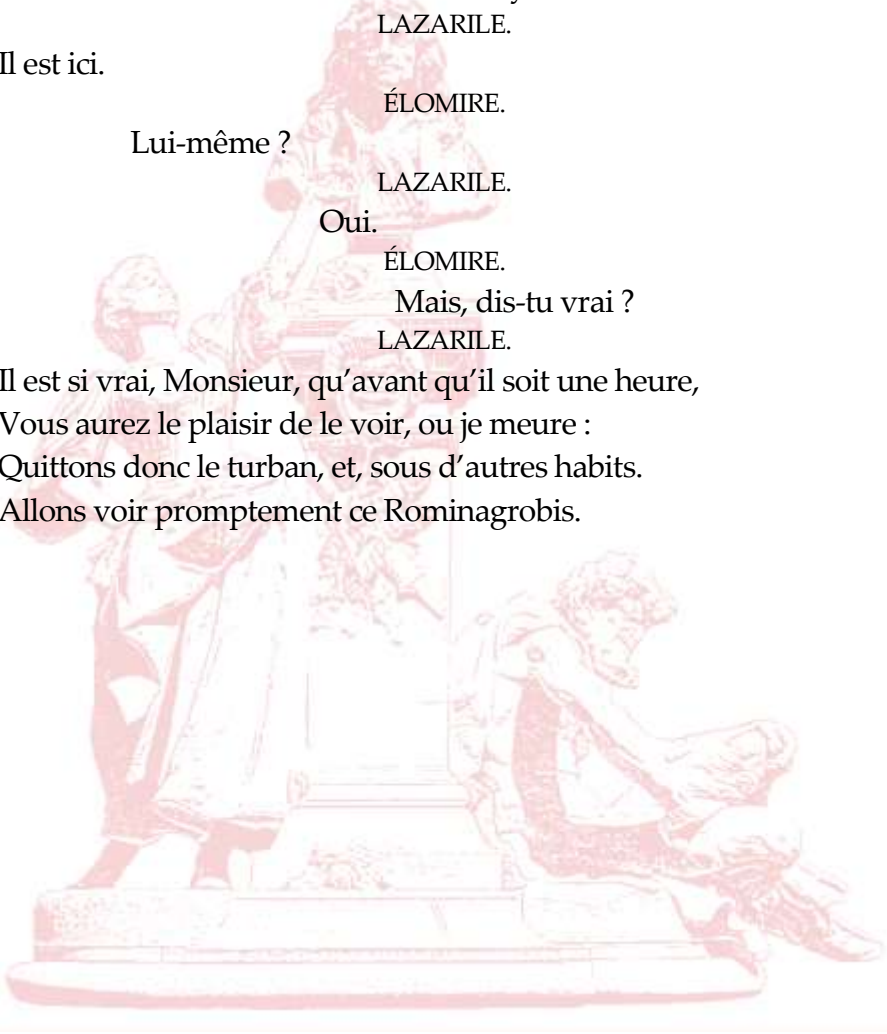 LAZARILE.
Il est ici.
ÉLOMIRE.
Lui-même ?
LAZARILE.
Oui.
ÉLOMIRE.
Mais, dis-tu vrai ?
LAZARILE.
Il est si vrai, Monsieur, qu’avant qu’il soit une heure,
Vous aurez le plaisir de le voir, ou je meure :
Quittons donc le turban, et, sous d’autres habits.
Allons voir promptement ce Rominagrobis.